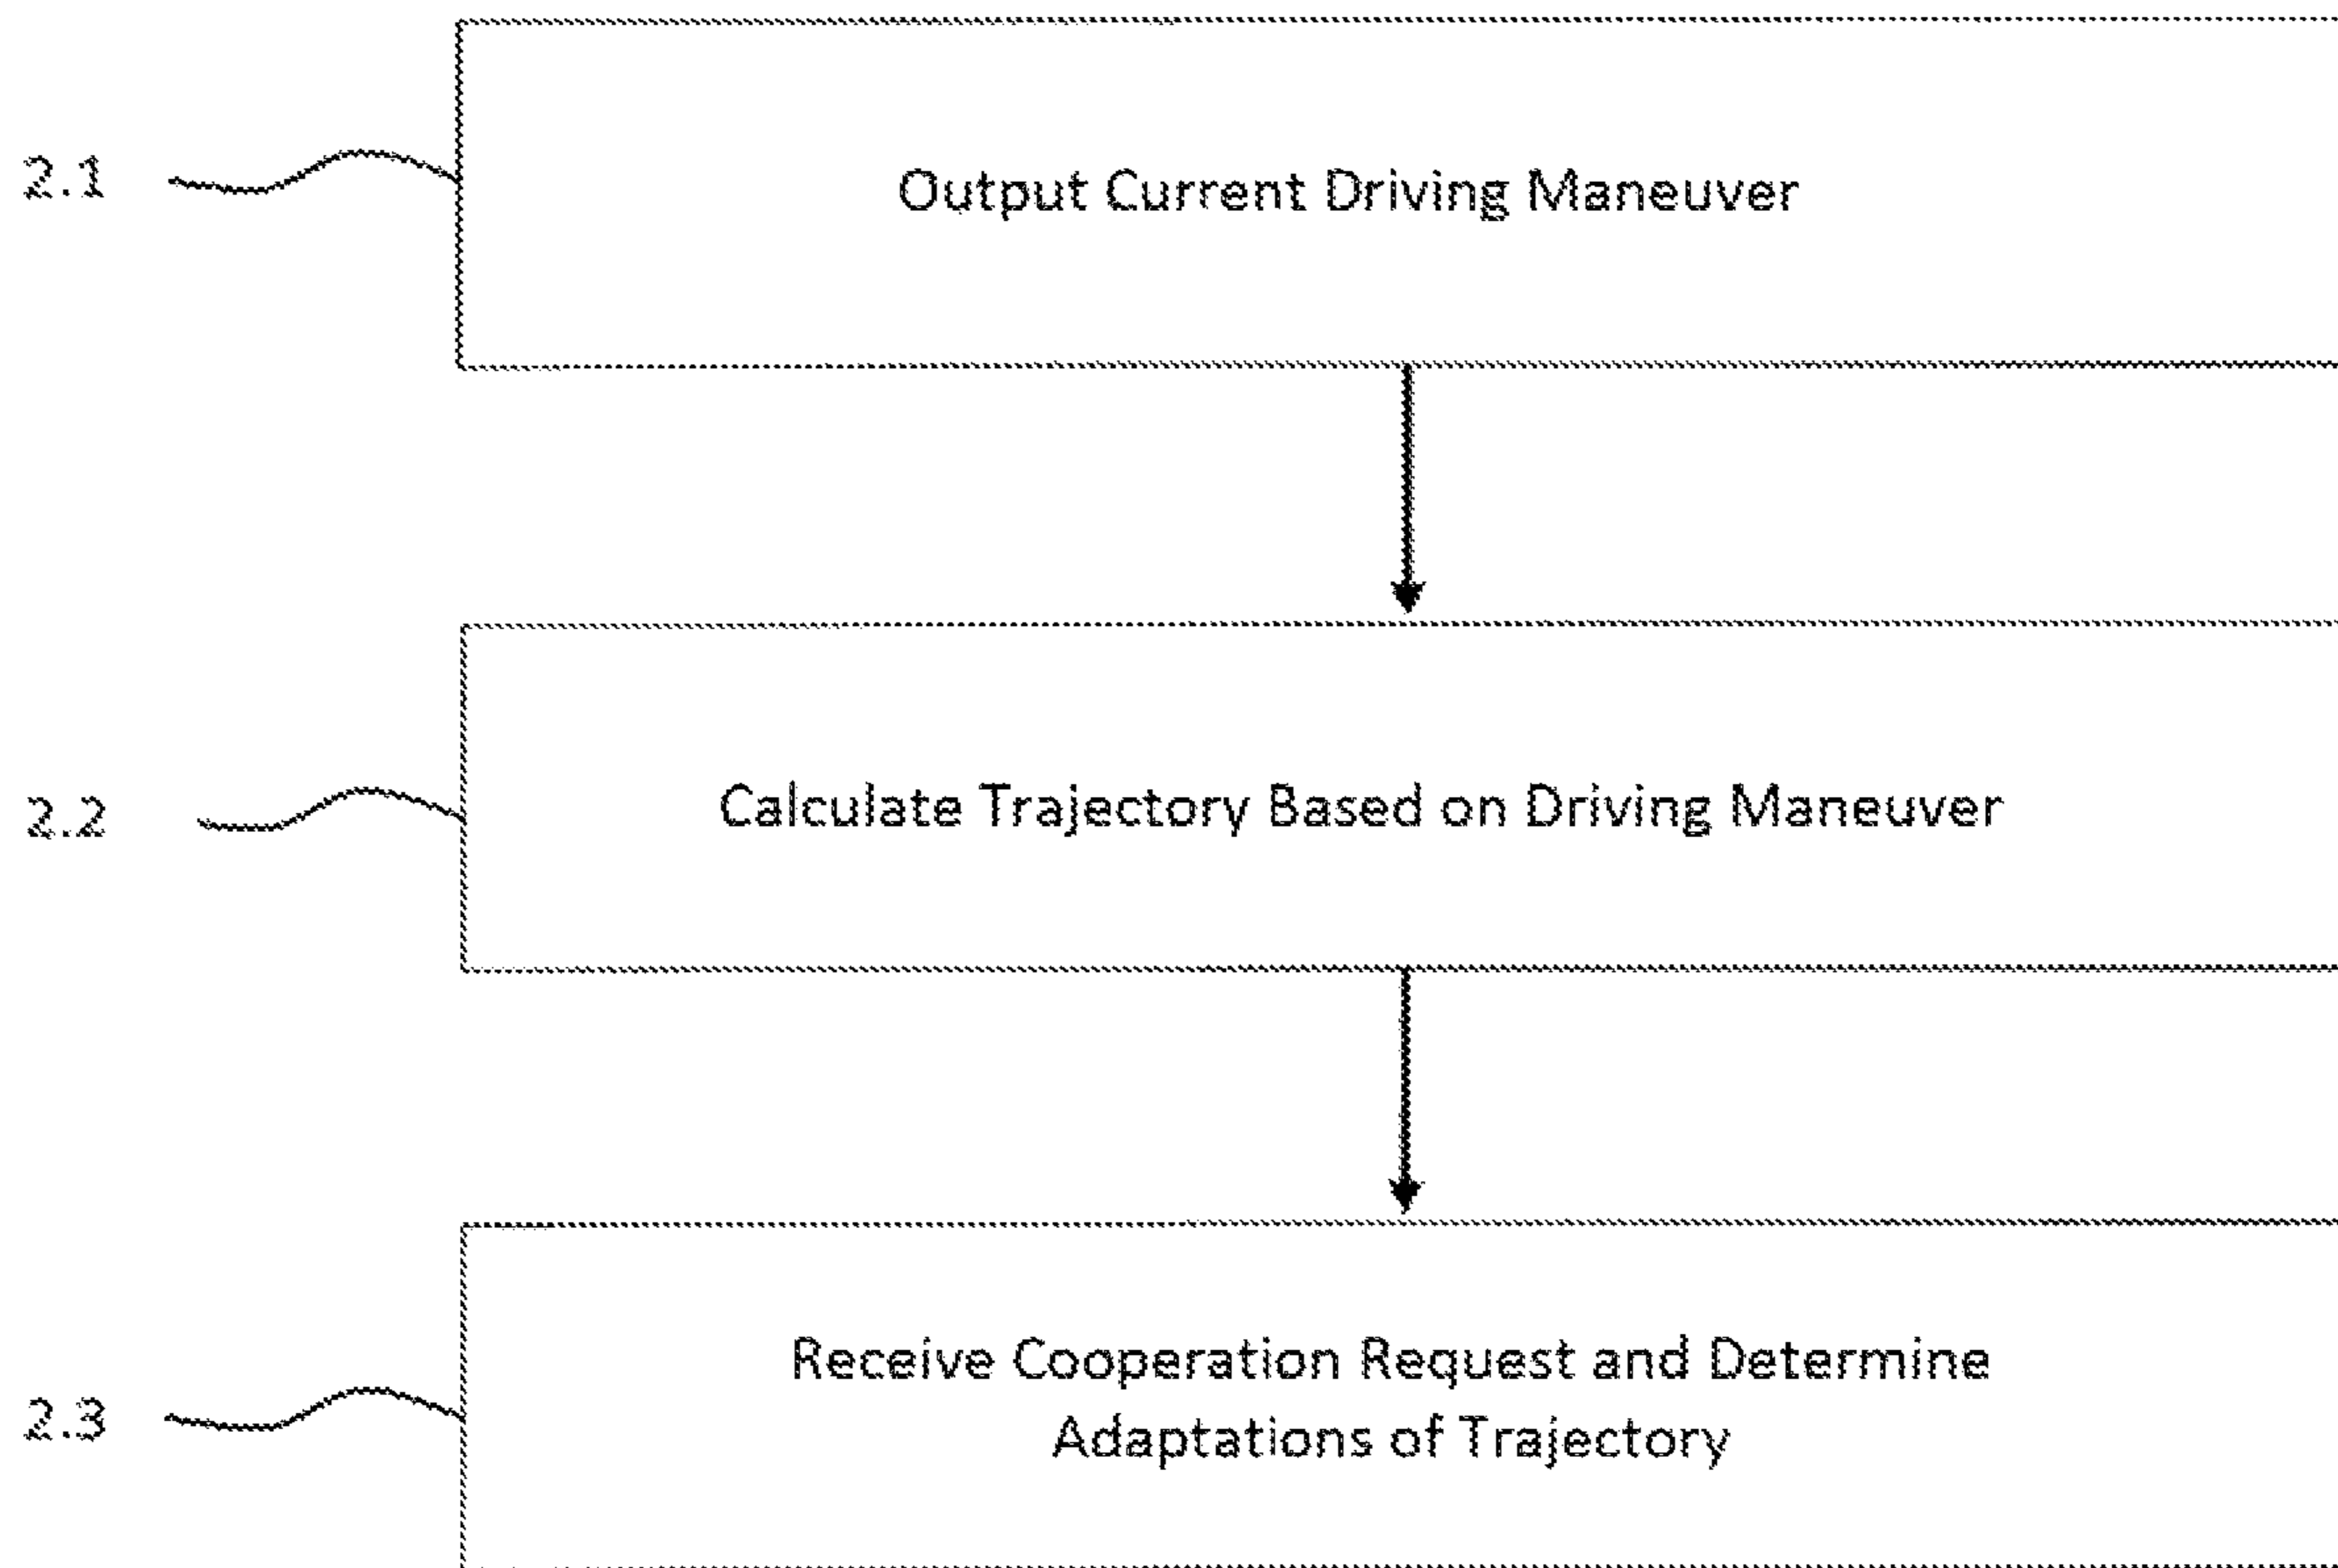 2.1
Output Current Driving Maneuver
2.2
Calculate Trajectory Based on Driving Maneuver
2.3
Receive Cooperation Request and Determine
Adaptations of Trajectory